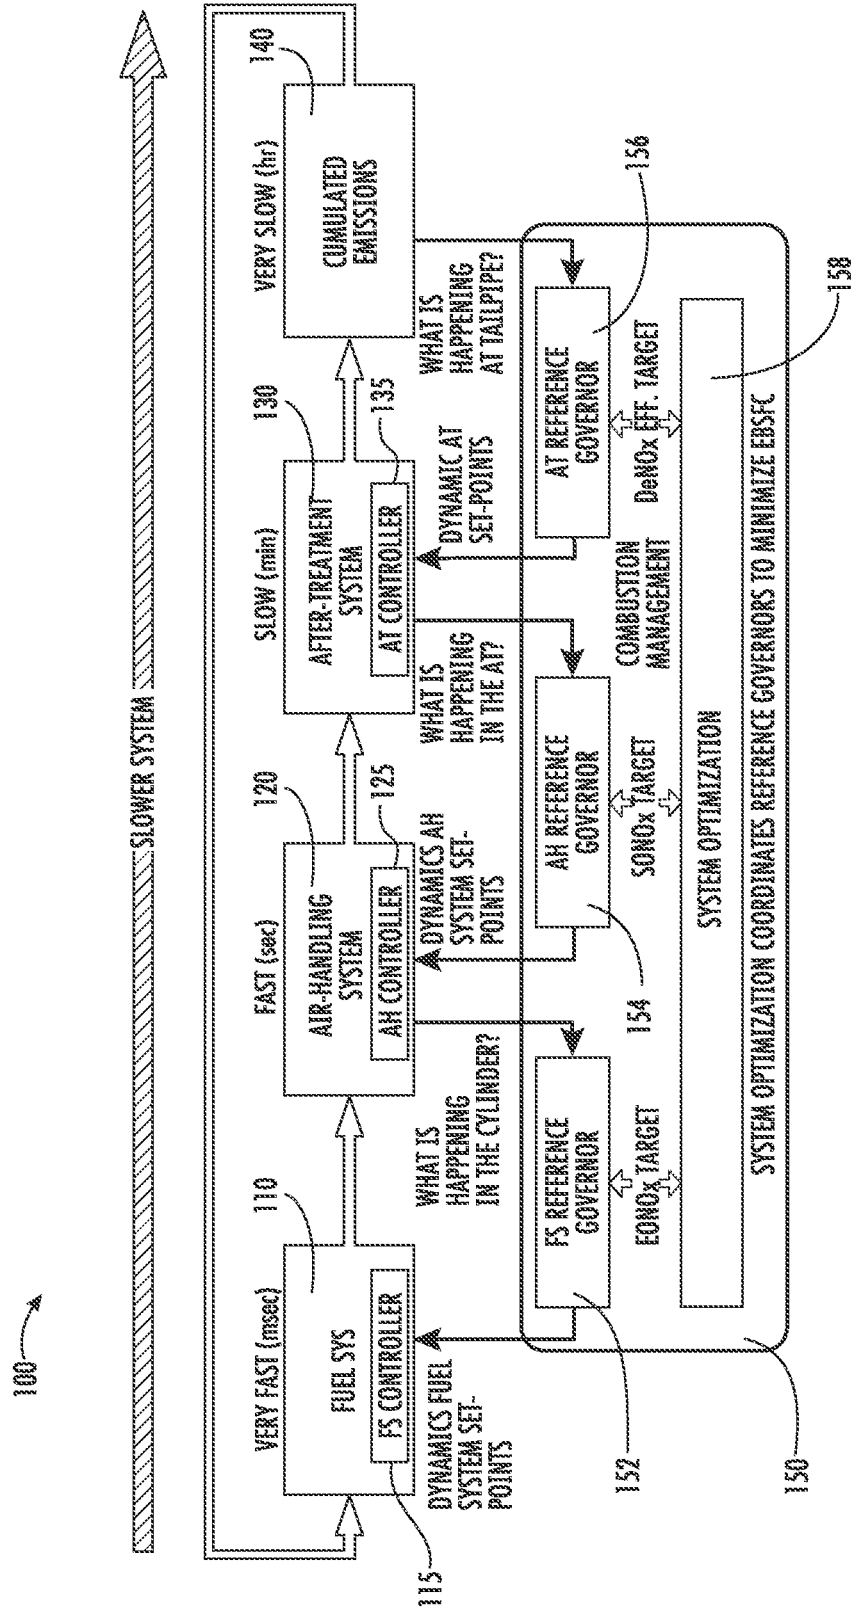 100
SLOWER SYSTEM
VERY FAST (msec)
110
FUEL SYS
FS CONTROLLER
115
FAST (sec)
120
AIR-HANDLING
SYSTEM
AH CONTROLLER
125
SLOW (min)
130
AFTER-TREATMENT
SYSTEM
AT CONTROLLER
135
VERY SLOW (hr)
140
CUMULATED
EMISSIONS
DYNAMICS FUEL
SYSTEM SET-
POINTS
WHAT IS
HAPPENING
IN THE CYLINDER?
DYNAMICS AH
SYSTEM SET-
POINTS
WHAT IS
HAPPENING
IN THE AT?
DYNAMIC AT
SET-POINTS
WHAT IS
HAPPENING
AT TAILPIPE?
FS REFERENCE
GOVERNOR
152
AH REFERENCE
GOVERNOR
154
AT REFERENCE
GOVERNOR
156
EONOx TARGET
SONOx TARGET
COMBUSTION
MANAGEMENT
DeNOx EFF. TARGET
SYSTEM OPTIMIZATION
158
SYSTEM OPTIMIZATION COORDINATES REFERENCE GOVERNORS TO MINIMIZE EBSFC
150